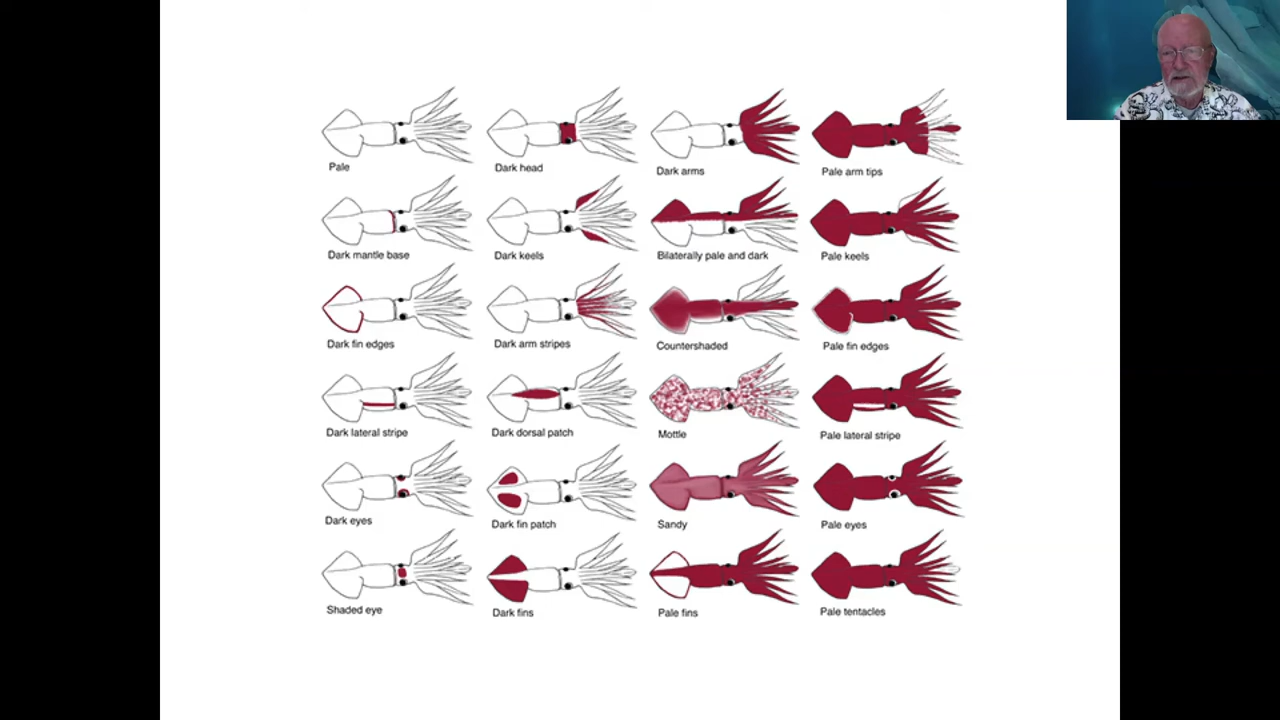 Pale
Dark head
Dark arms
Pale arm tips
Dark mantle base
Dark keels
Bilaterally pale and dark
Pale keels
Dark fin edges
Dark arm stripes
Countershaded
Pale fin edges
Dark lateral stripe
Dark dorsal patch
Mottle
Pale lateral stripe
Dark eyes
Dark fin patch
Sandy
Pale eyes
Shaded eye
Dark fins
Pale fins
Pale tentacles